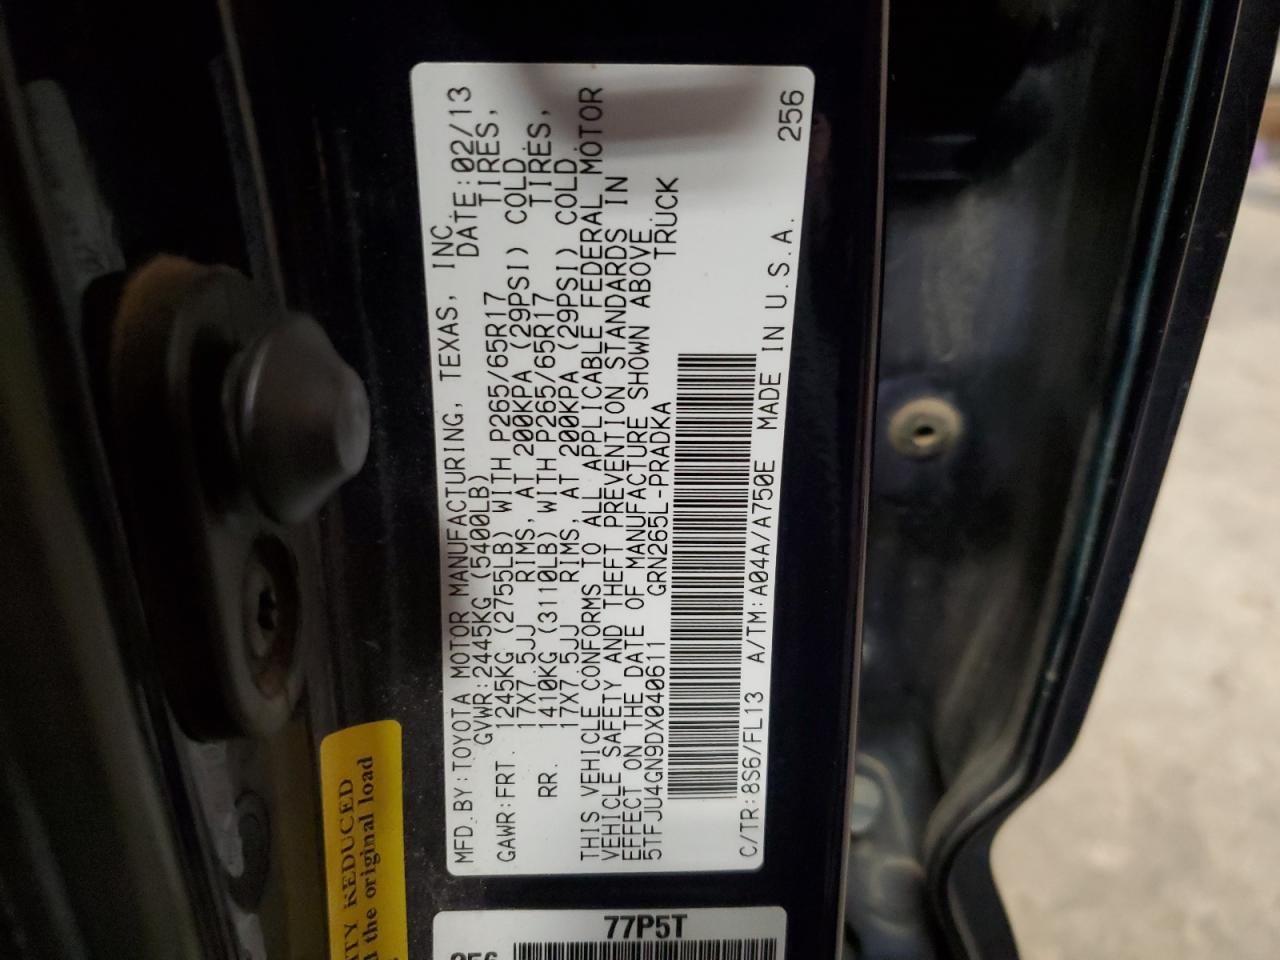 MFD.BY:TOYOTA MOTOR MANUFACTURING, TEXAS, INC
GVWR:2445KG (5400LB) DATE:02/13
GAWR:FRT. 1245KG (2755LB) WITH P265/65R17 TIRES,
17X7.5JJ RIMS, AT 200KPA (29PSI) COLD
RR. 1410KG (3110LB) WITH P265/65R17 TIRES,
17X7.5JJ RIMS, AT 200KPA (29PSI) COLD
THIS VEHICLE CONFORMS TO ALL APPLICABLE FEDERAL MOTOR
VEHICLE SAFETY AND THEFT PREVENTION STANDARDS IN
EFFECT ON THE DATE OF MANUFACTURE SHOWN ABOVE
5TFJU4GN9DX040611 GRN265L-PRADKA TRUCK
C/TR:8S6/FL13 A/TM:A04A/A750E MADE IN U.S.A. 256
77P5T
REDUCED
the original load